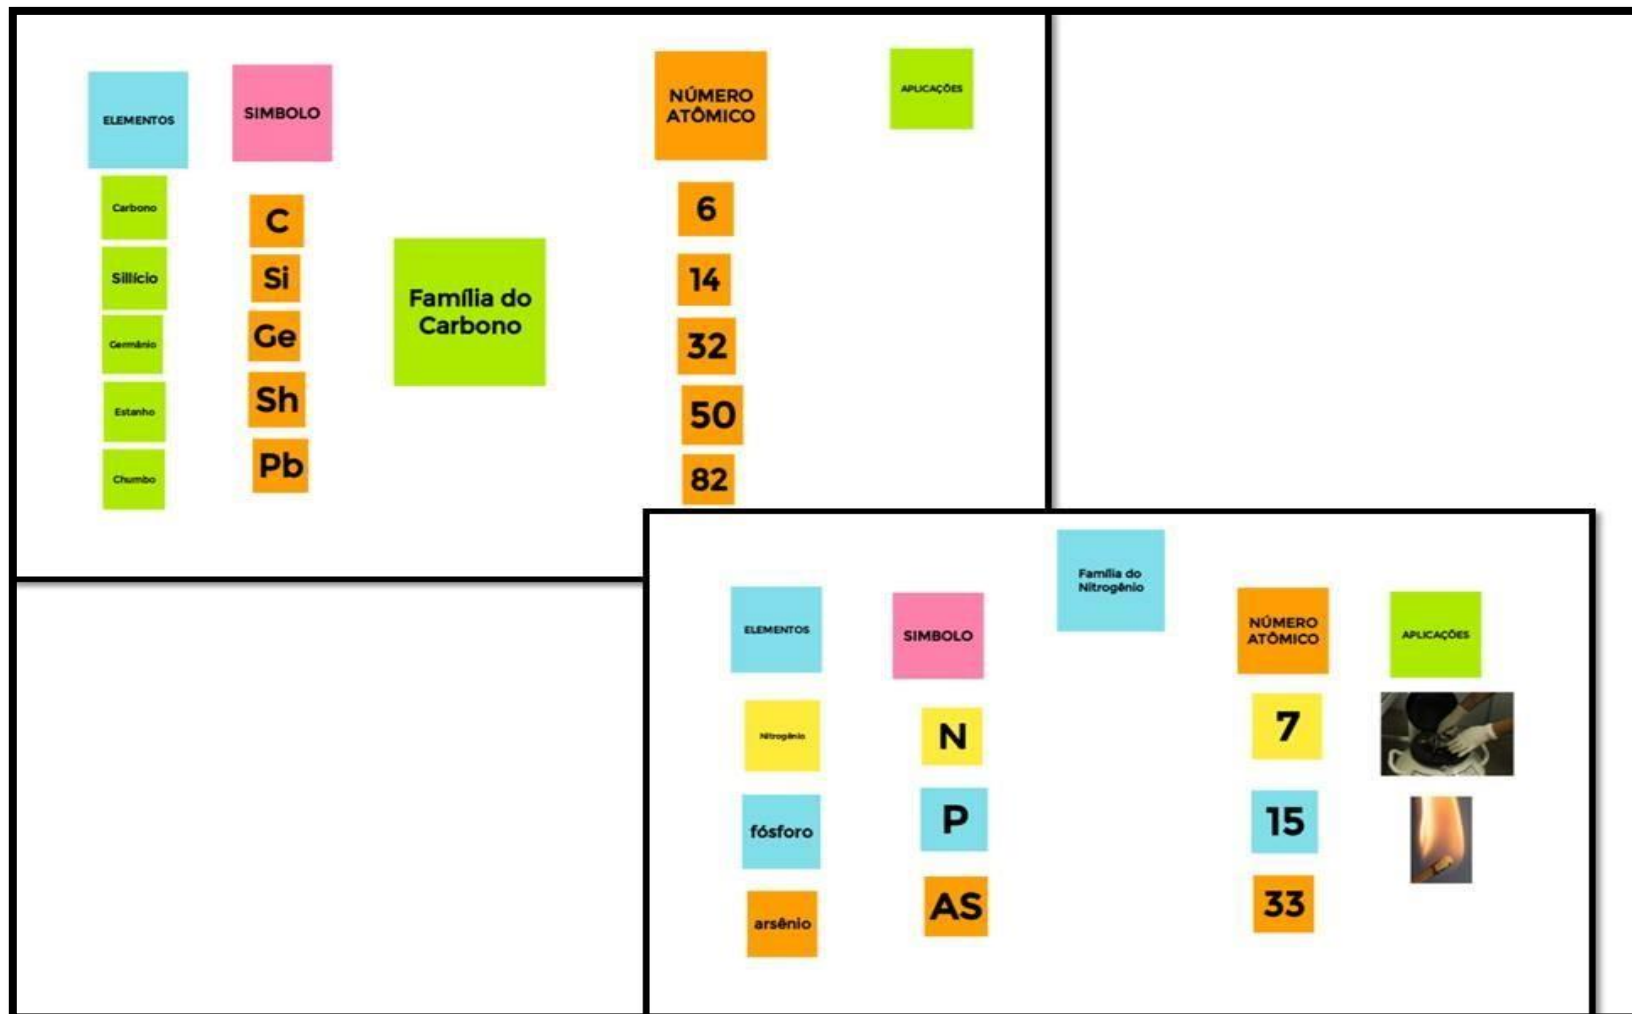 ELEMENTOS
SIMBOLO
NÚMERO
ATÔMICO
APLICAÇÕES
Carbono
C
6
Sillício
Si
14
Família do
Carbono
Germânio
Ge
32
Estanho
Sh
50
Chumbo
Pb
82
Família do
Nitrogênio
ELEMENTOS
SIMBOLO
NÚMERO
ATÔMICO
APLICAÇÕES
Nitrogênio
N
7
fósforo
P
15
arsênio
AS
33